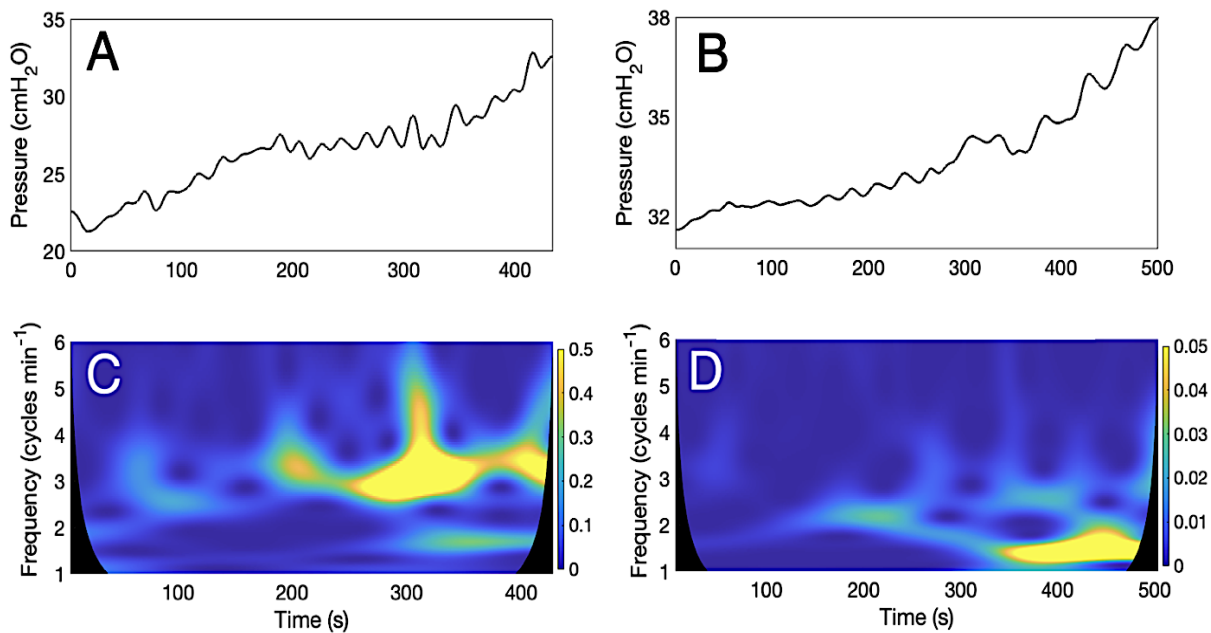 A
Pressure (cmH2O)
35
30
25
20
0 100 200 300 400
B
Pressure (cmH2O)
38
35
32
0 100 200 300 400 500
C
Frequency (cycles min-1)
6
5
4
3
2
1
100 200 300 400
Time (s)
0.5
0.4
0.3
0.2
0.1
0
D
Frequency (cycles min-1)
6
5
4
3
2
1
100 200 300 400 500
Time (s)
0.05
0.04
0.03
0.02
0.01
0